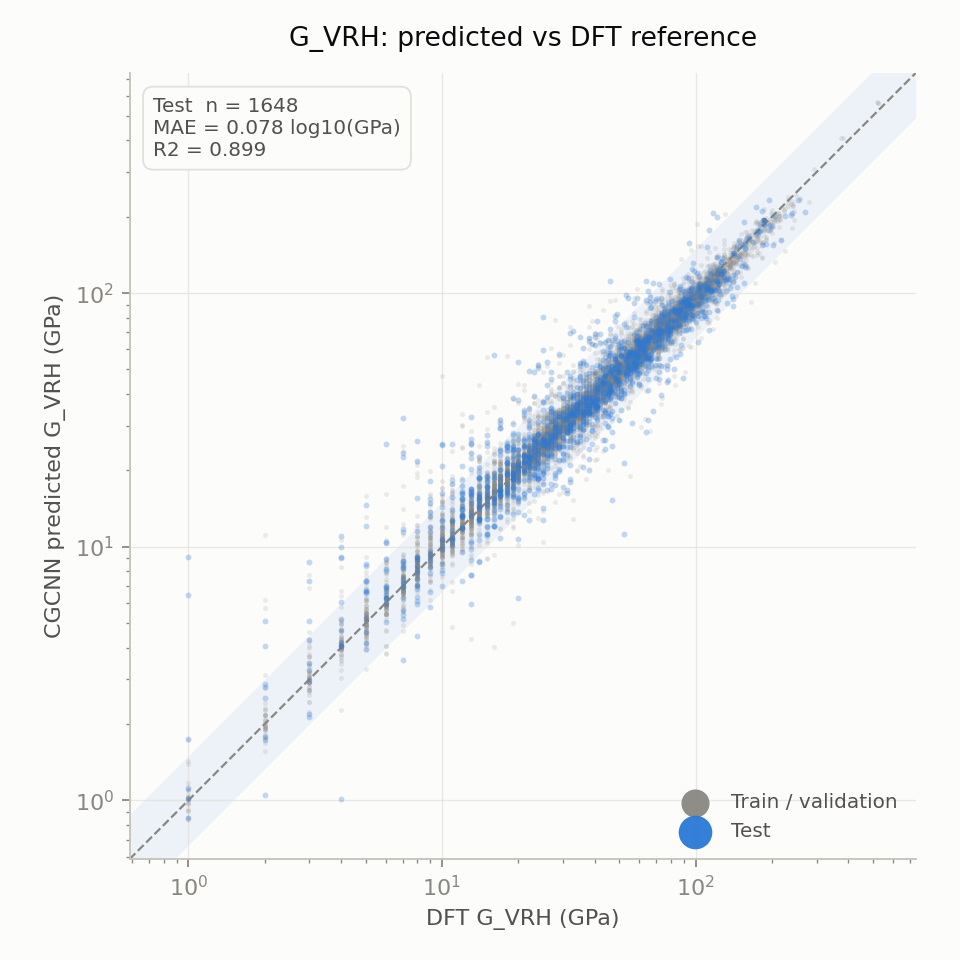 G_VRH: predicted vs DFT reference
Test  n = 1648
MAE = 0.078 log10(GPa)
R2 = 0.899
CGCNN predicted G_VRH (GPa)
10²
10¹
10⁰
Train / validation
Test
10⁰ 10¹ 10²
DFT G_VRH (GPa)